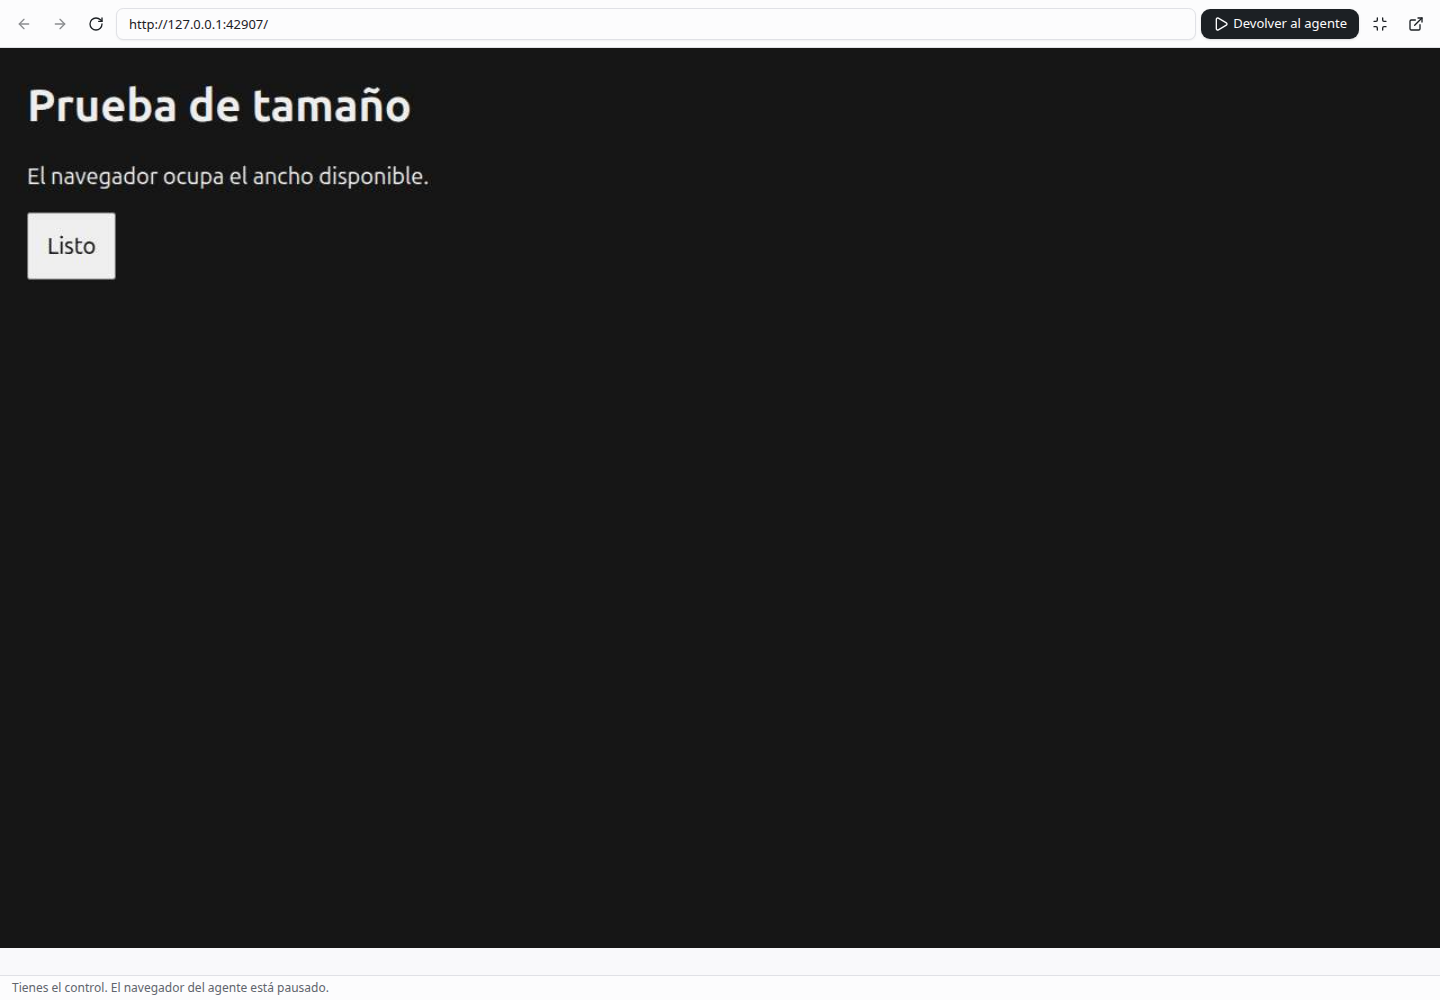 http://127.0.0.1:42907/
Devolver al agente
Prueba de tamaño
El navegador ocupa el ancho disponible.
Listo
Tienes el control. El navegador del agente está pausado.